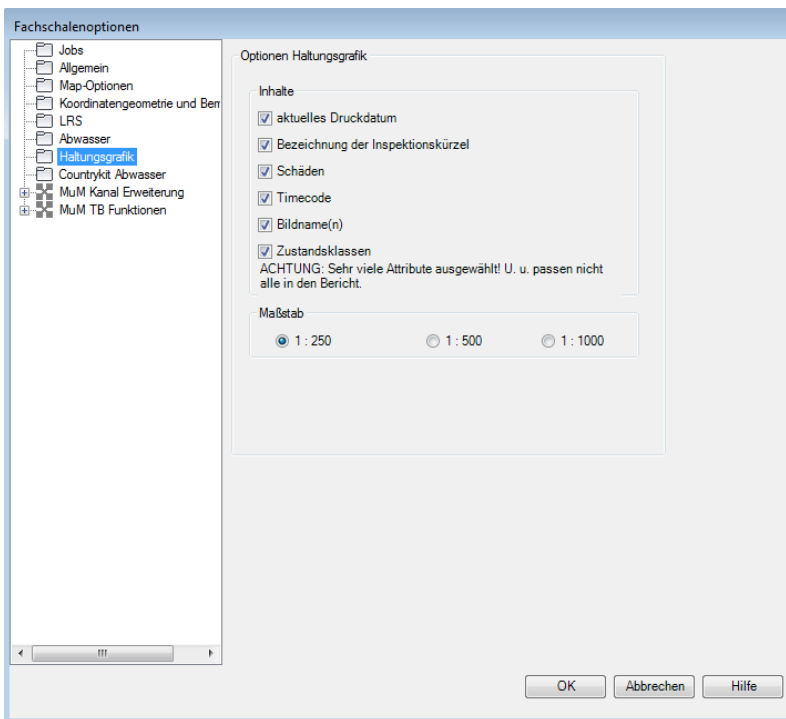 Fachschalenoptionen
Jobs
Allgemein
Map-Optionen
Koordinatengeometrie und Bem
LRS
Abwasser
Haltungsgrafik
Countrykit Abwasser
MuM Kanal Erweiterung
MuM TB Funktionen
Optionen Haltungsgrafik
Inhalte
aktuelles Druckdatum
Bezeichnung der Inspektionskürzel
Schäden
Timecode
Bildname(n)
Zustandsklassen
ACHTUNG: Sehr viele Attribute ausgewählt! U. u. passen nicht
alle in den Bericht.
Maßstab
1 : 250 1 : 500 1 : 1000
OK Abbrechen Hilfe